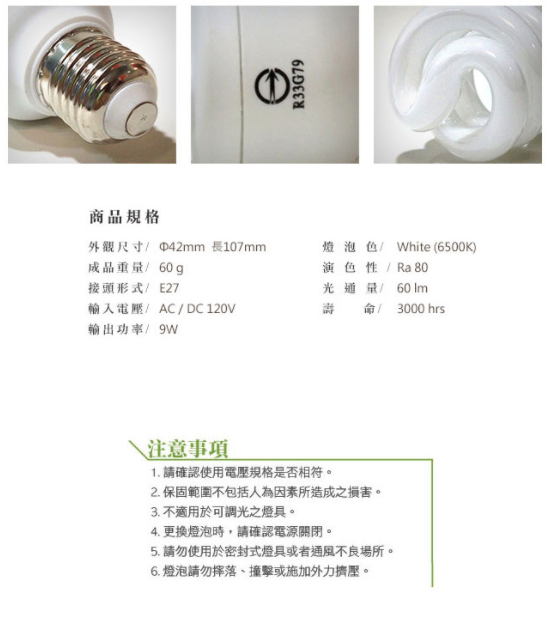 R33G79
商品規格
外觀尺寸/ Φ42mm 長107mm
成品重量/ 60 g
接頭形式/ E27
輸入電壓/ AC / DC 120V
輸出功率/ 9W
燈泡色/ White (6500K)
演色性/ Ra 80
光通量/ 60 lm
壽命/ 3000 hrs
注意事項
1. 請確認使用電壓規格是否相符。
2. 保固範圍不包括人為因素所造成之損害。
3. 不適用於可調光之燈具。
4. 更換燈泡時，請確認電源關閉。
5. 請勿使用於密封式燈具或者通風不良場所。
6. 燈泡請勿摔落、撞擊或施加外力擠壓。